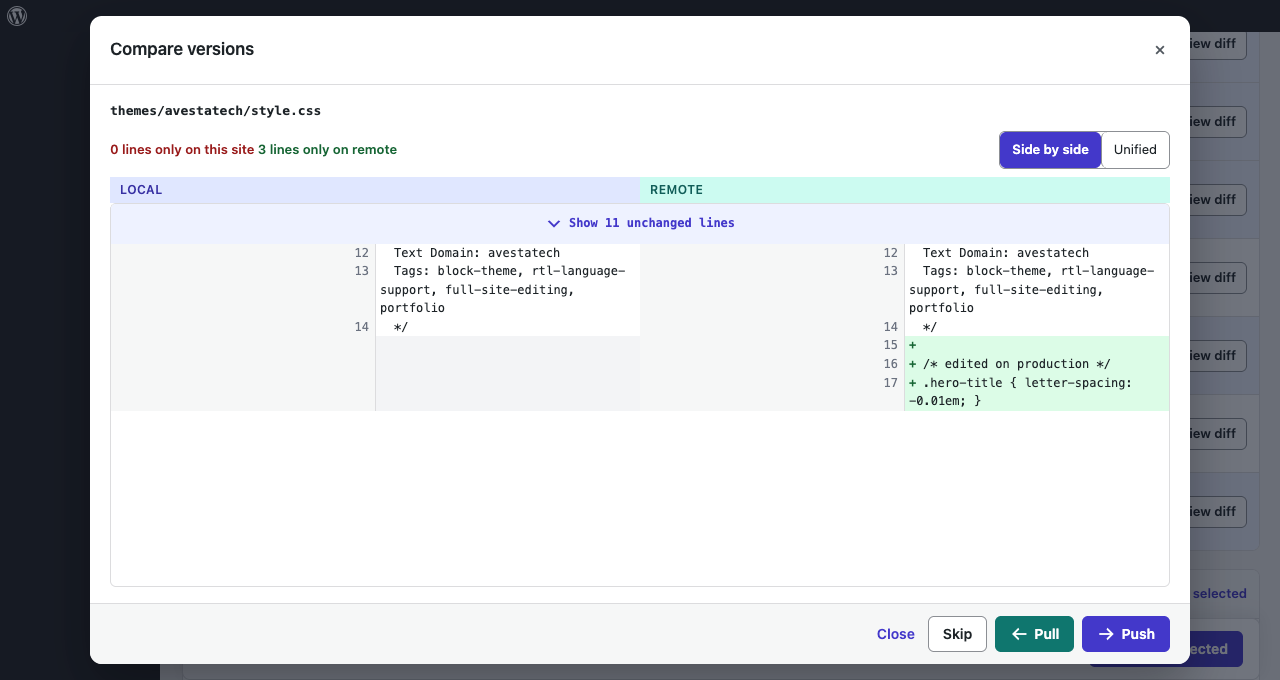 Compare versions
×
themes/avestatech/style.css
0 lines only on this site 3 lines only on remote
Side by side
Unified
LOCAL
REMOTE
Show 11 unchanged lines
12 Text Domain: avestatech
13 Tags: block-theme, rtl-language-
support, full-site-editing,
portfolio
14 */
12 Text Domain: avestatech
13 Tags: block-theme, rtl-language-
support, full-site-editing,
portfolio
14 */
15 +
16 + /* edited on production */
17 + .hero-title { letter-spacing:
-0.01em; }
Close
Skip
← Pull
→ Push
iew diff
iew diff
iew diff
iew diff
iew diff
iew diff
iew diff
selected
ected